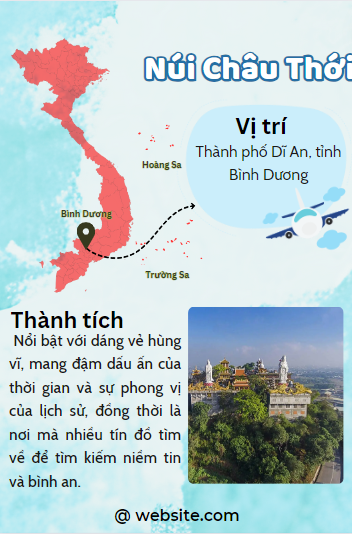 Núi Châu Thới
Vị trí
Thành phố Dĩ An, tỉnh
Bình Dương
Hoàng Sa
Bình Dương
Trường Sa
Thành tích
Nổi bật với dáng vẻ hùng
vĩ, mang đậm dấu ấn của
thời gian và sự phong vị
của lịch sử, đồng thời là
nơi mà nhiều tín đồ tìm
về để tìm kiếm niềm tin
và bình an.
@ website.com